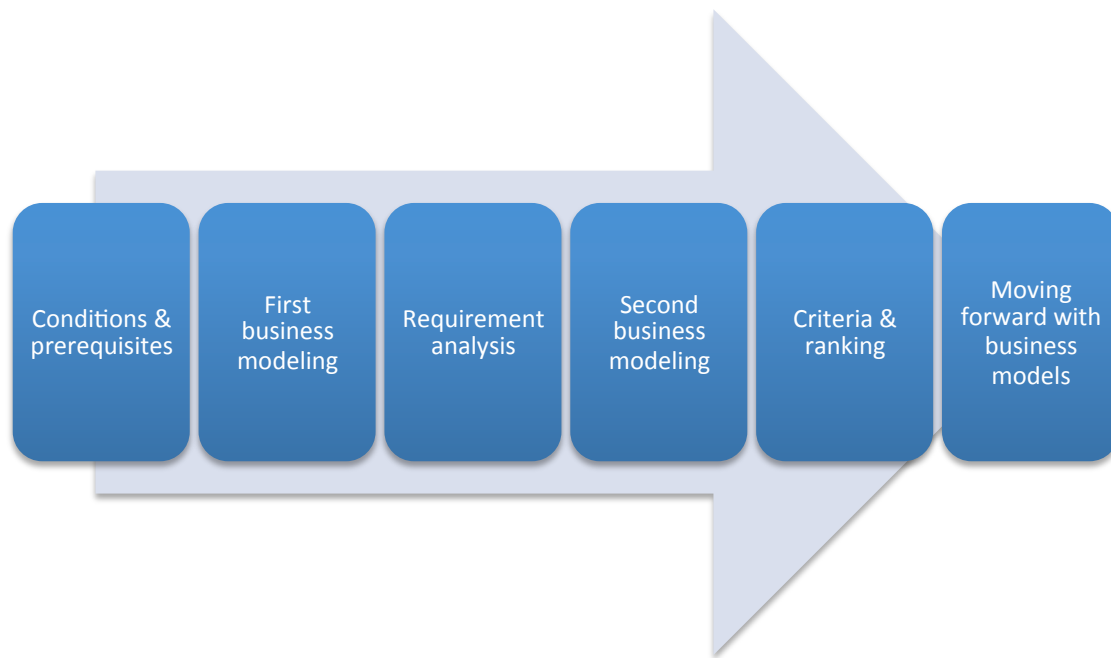 Conditions &
prerequisites
First
business
modeling
Requirement
analysis
Second
business
modeling
Criteria &
ranking
Moving
forward with
business
models